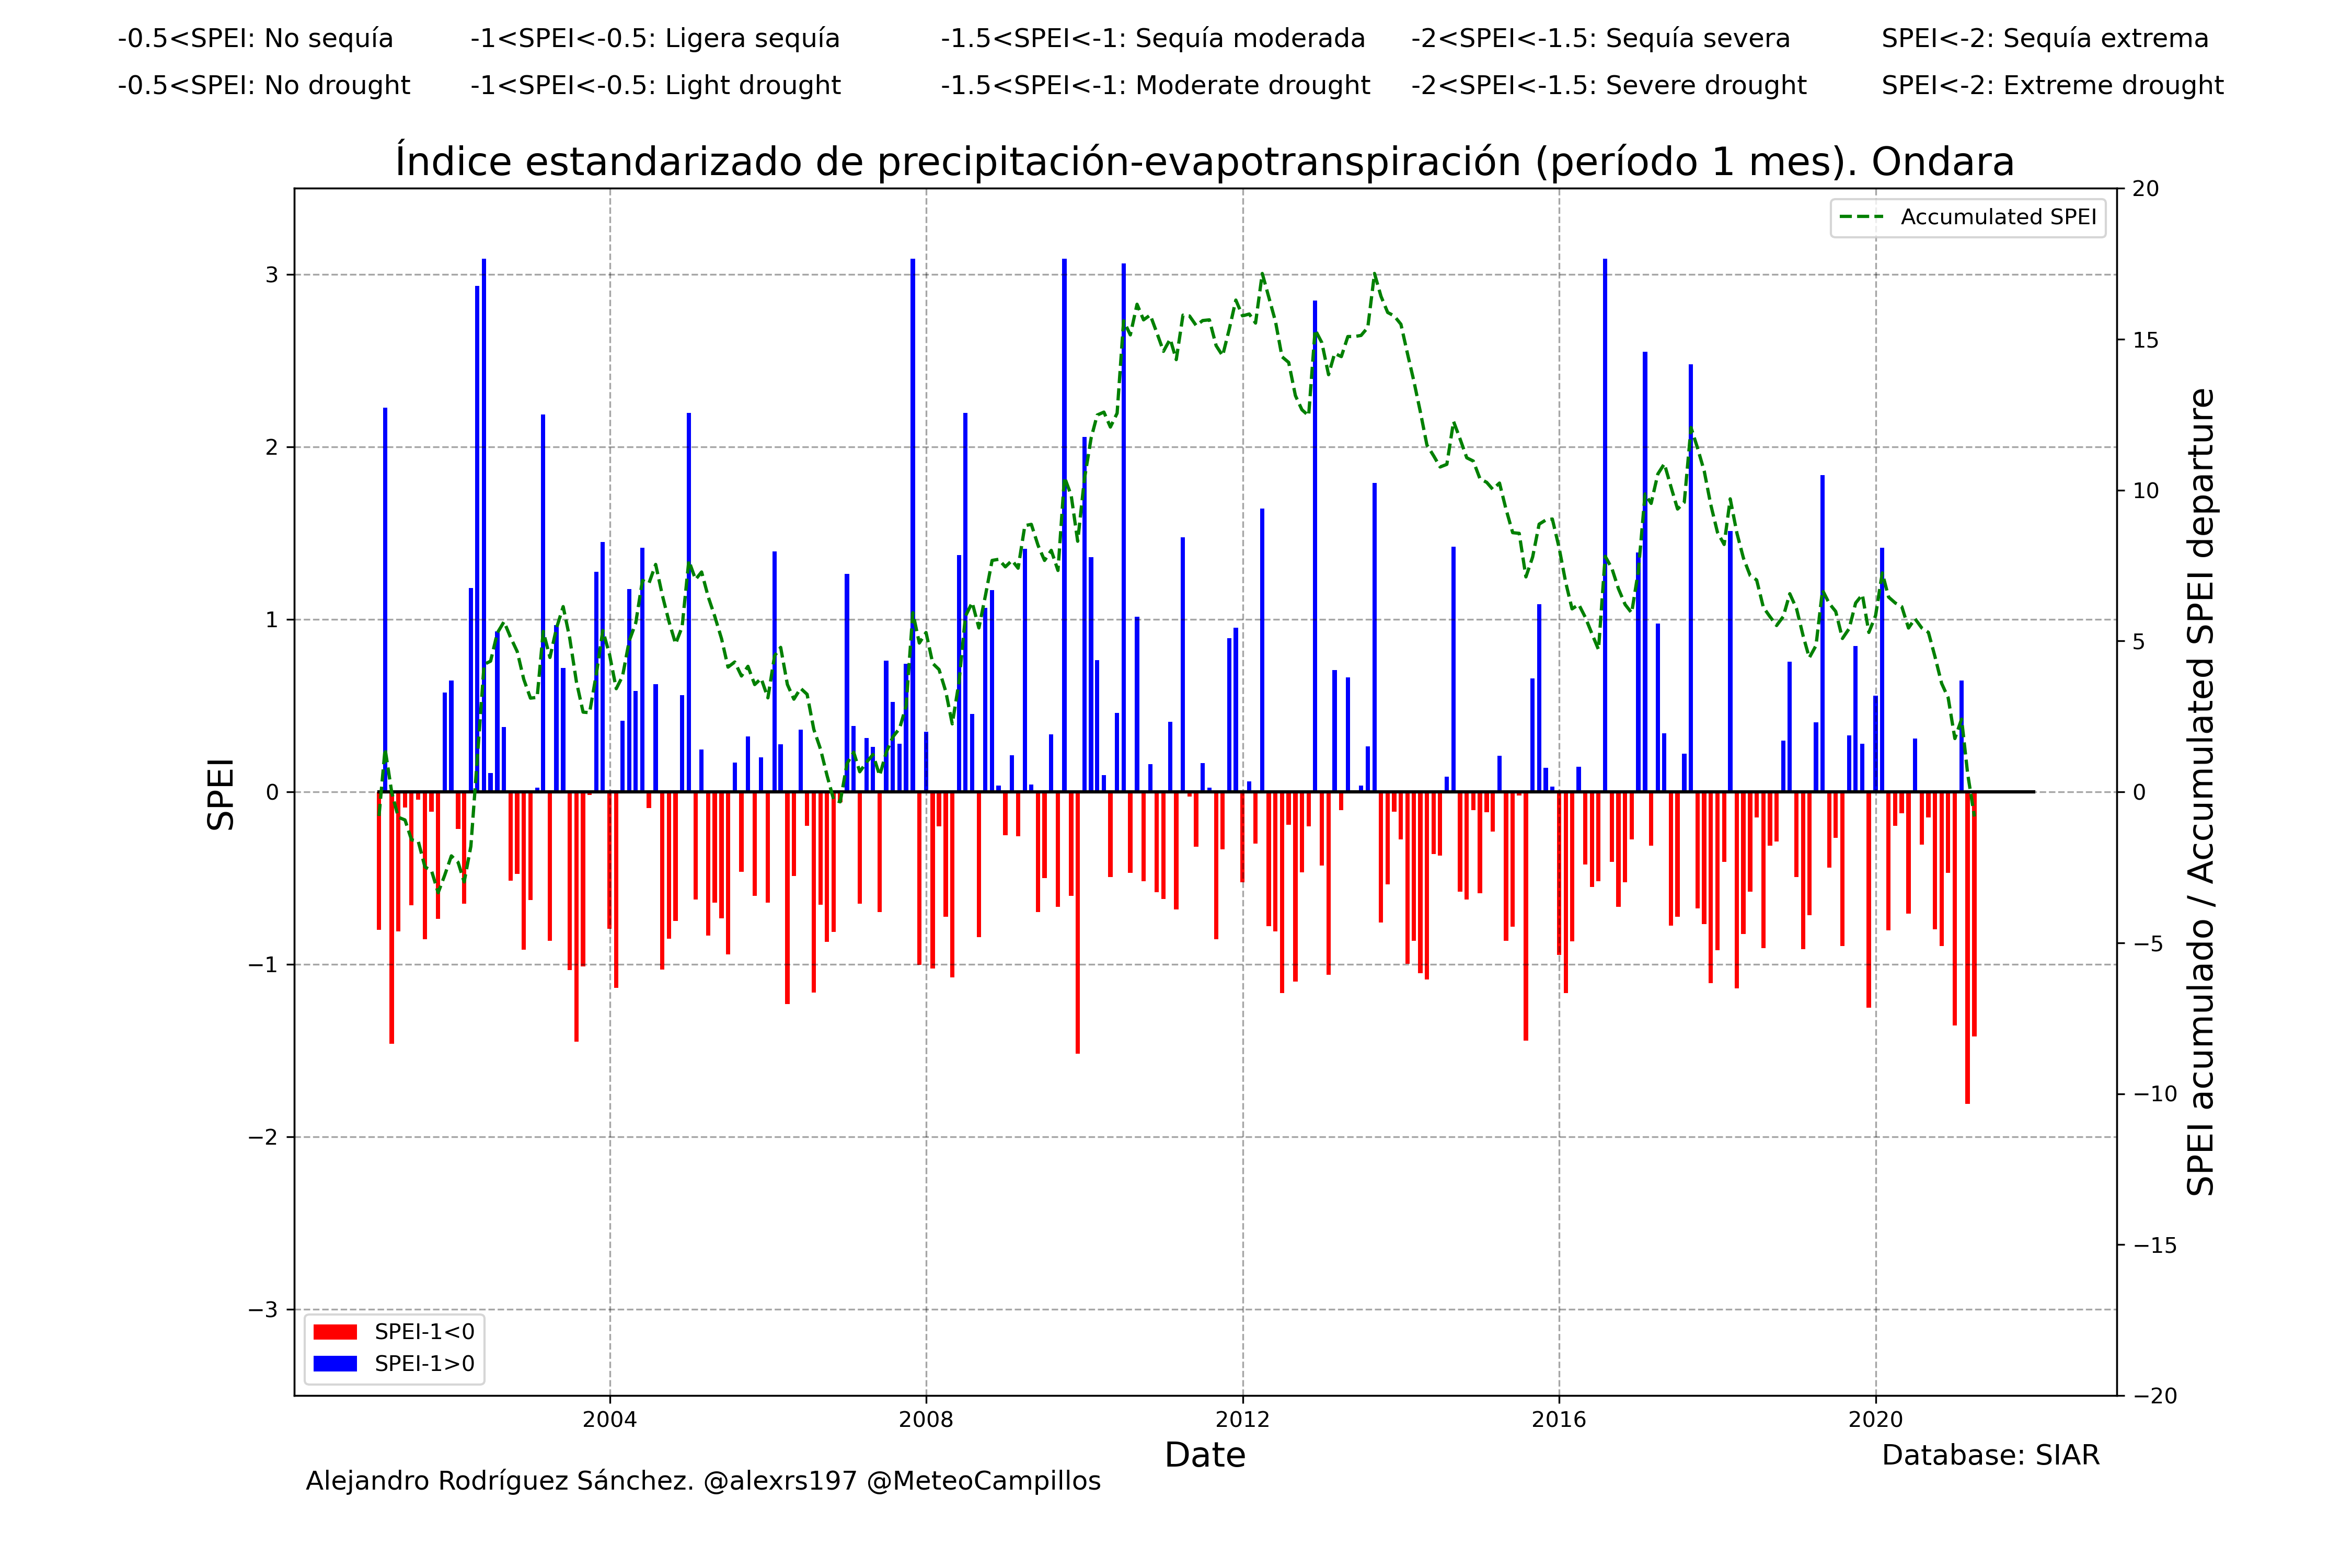 -0.5<SPEI: No sequía -1<SPEI<-0.5: Ligera sequía -1.5<SPEI<-1: Sequía moderada -2<SPEI<-1.5: Sequía severa SPEI<-2: Sequía extrema
-0.5<SPEI: No drought -1<SPEI<-0.5: Light drought -1.5<SPEI<-1: Moderate drought -2<SPEI<-1.5: Severe drought SPEI<-2: Extreme drought
Índice estandarizado de precipitación-evapotranspiración (período 1 mes). Ondara
Accumulated SPEI
SPEI
3
2
1
0
−1
−2
−3
20
15
10
5
0
−5
−10
−15
−20
SPEI acumulado / Accumulated SPEI departure
SPEI-1<0
SPEI-1>0
2004 2008 2012 2016 2020
Date
Database: SIAR
Alejandro Rodríguez Sánchez. @alexrs197 @MeteoCampillos